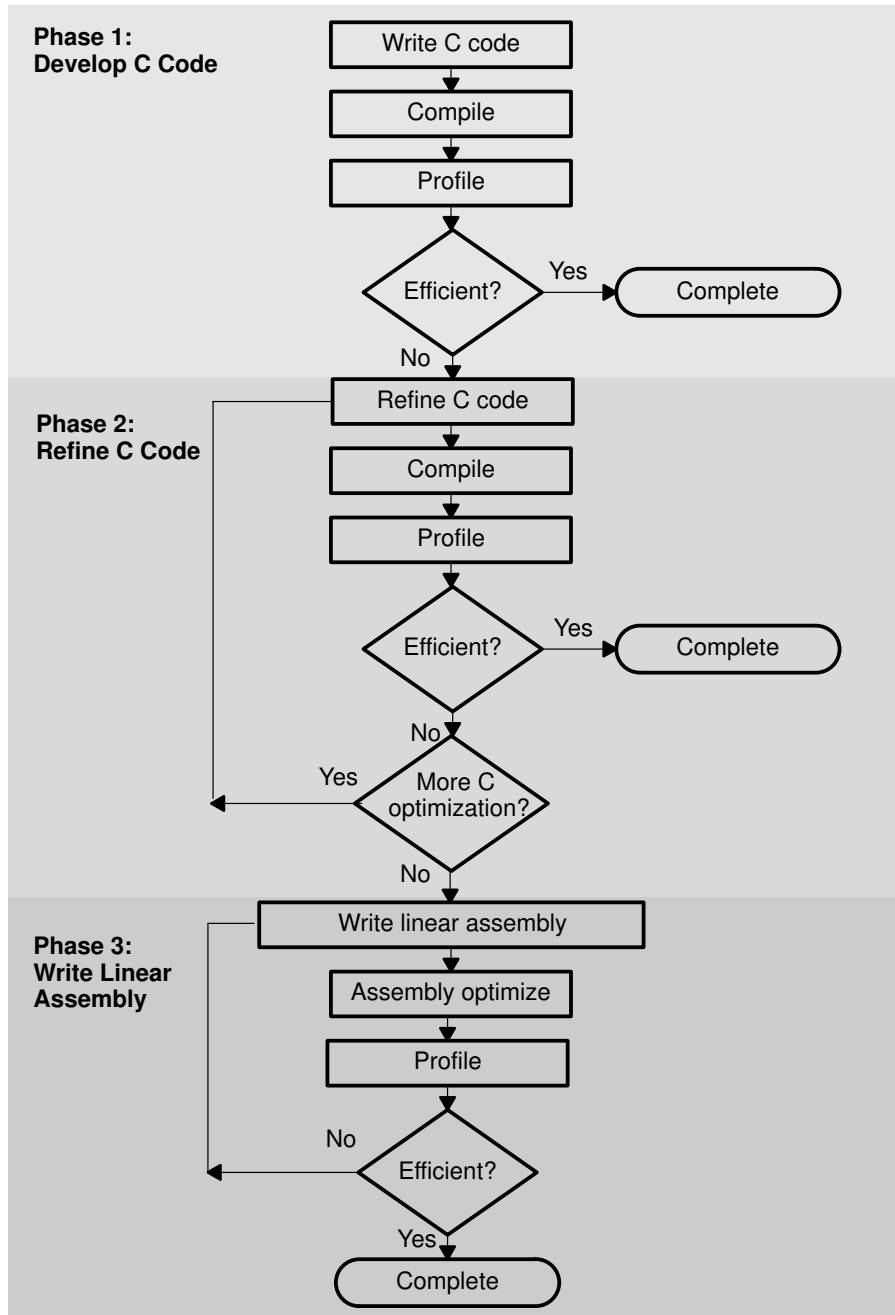 Phase 1:
Develop C Code
Write C code
Compile
Profile
Efficient?
Yes
Complete
No
Phase 2:
Refine C Code
Refine C code
Compile
Profile
Efficient?
Yes
Complete
No
More C
optimization?
Yes
No
Phase 3:
Write Linear
Assembly
Write linear assembly
Assembly optimize
Profile
Efficient?
No
Yes
Complete